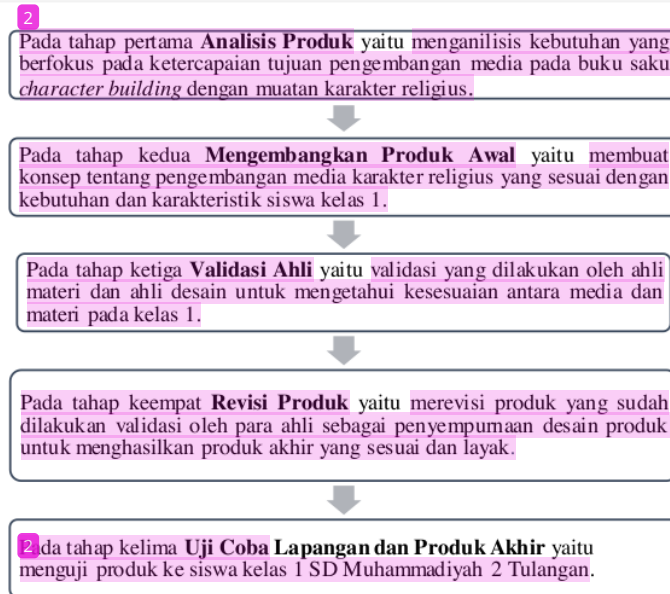 2
Pada tahap pertama Analisis Produk yaitu menganilisis kebutuhan yang
berfokus pada ketercapaian tujuan pengembangan media pada buku saku
character building dengan muatan karakter religius.
Pada tahap kedua Mengembangkan Produk Awal yaitu membuat
konsep tentang pengembangan media karakter religius yang sesuai dengan
kebutuhan dan karakteristik siswa kelas 1.
Pada tahap ketiga Validasi Ahli yaitu validasi yang dilakukan oleh ahli
materi dan ahli desain untuk mengetahui kesesuaian antara media dan
materi pada kelas 1.
Pada tahap keempat Revisi Produk yaitu merevisi produk yang sudah
dilakukan validasi oleh para ahli sebagai penyempurnaan desain produk
untuk menghasilkan produk akhir yang sesuai dan layak.
2 ada tahap kelima Uji Coba Lapangan dan Produk Akhir yaitu
menguji produk ke siswa kelas 1 SD Muhammadiyah 2 Tulangan.